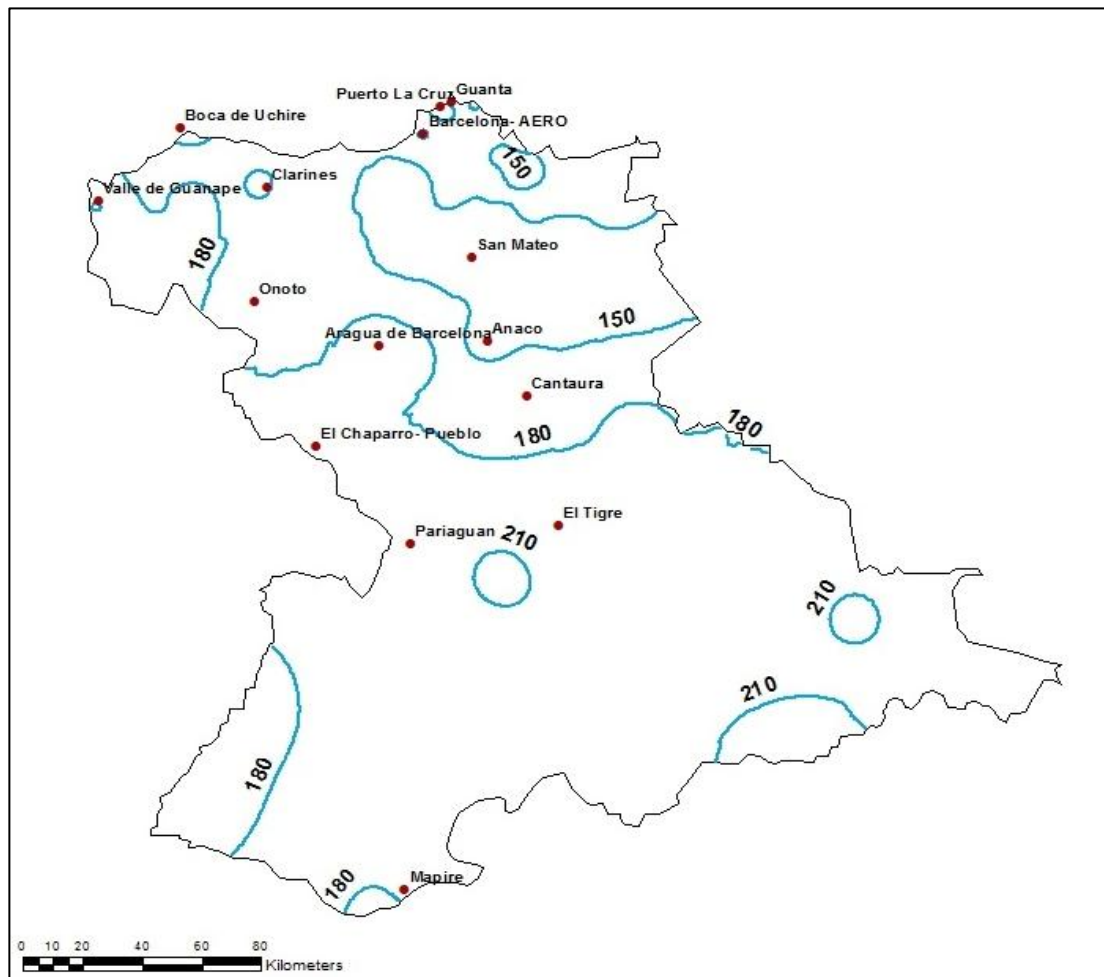 Puerto La Cruz
Guanta
Boca de Uchire
Barcelona- AERO
150
Clarines
Valle de Guanape
180
San Mateo
Onoto
150
Aragua de Barcelona
Anaco
Cantaura
180
180
El Chaparro- Pueblo
El Tigre
Pariaguan
210
210
210
180
180
Mapire
0 10 20 40 60 80
Kilometers